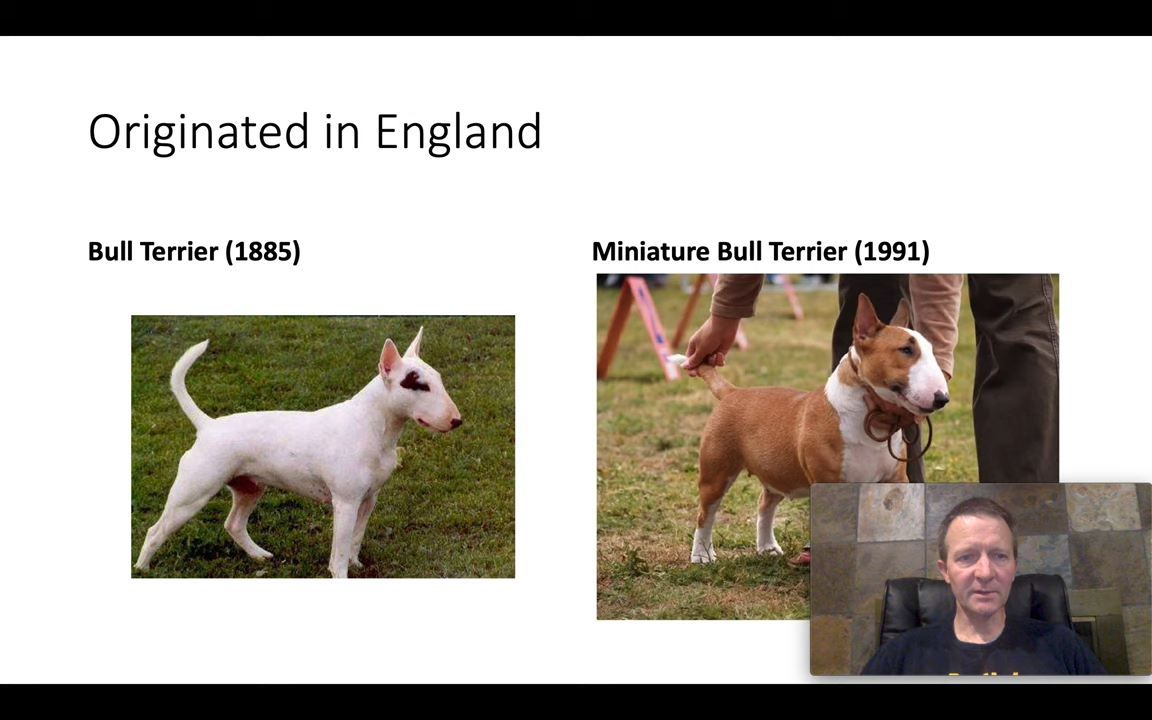 Originated in England
Bull Terrier (1885)
Miniature Bull Terrier (1991)